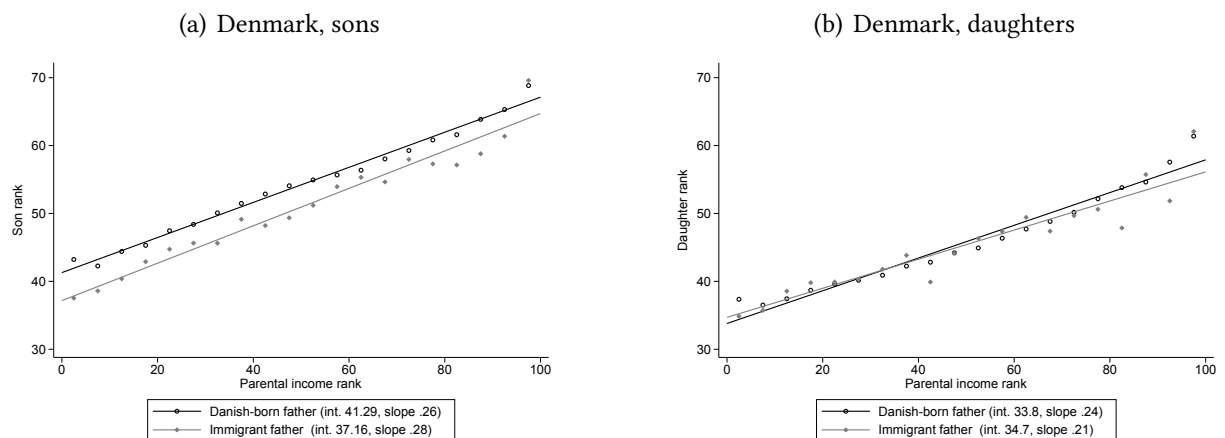 (a) Denmark, sons
70
60
50
40
30
Son rank
0 20 40 60 80 100
Parental income rank
Danish-born father (int. 41.29, slope .26)
Immigrant father (int. 37.16, slope .28)
(b) Denmark, daughters
70
60
50
40
30
Daughter rank
0 20 40 60 80 100
Parental income rank
Danish-born father (int. 33.8, slope .24)
Immigrant father (int. 34.7, slope .21)